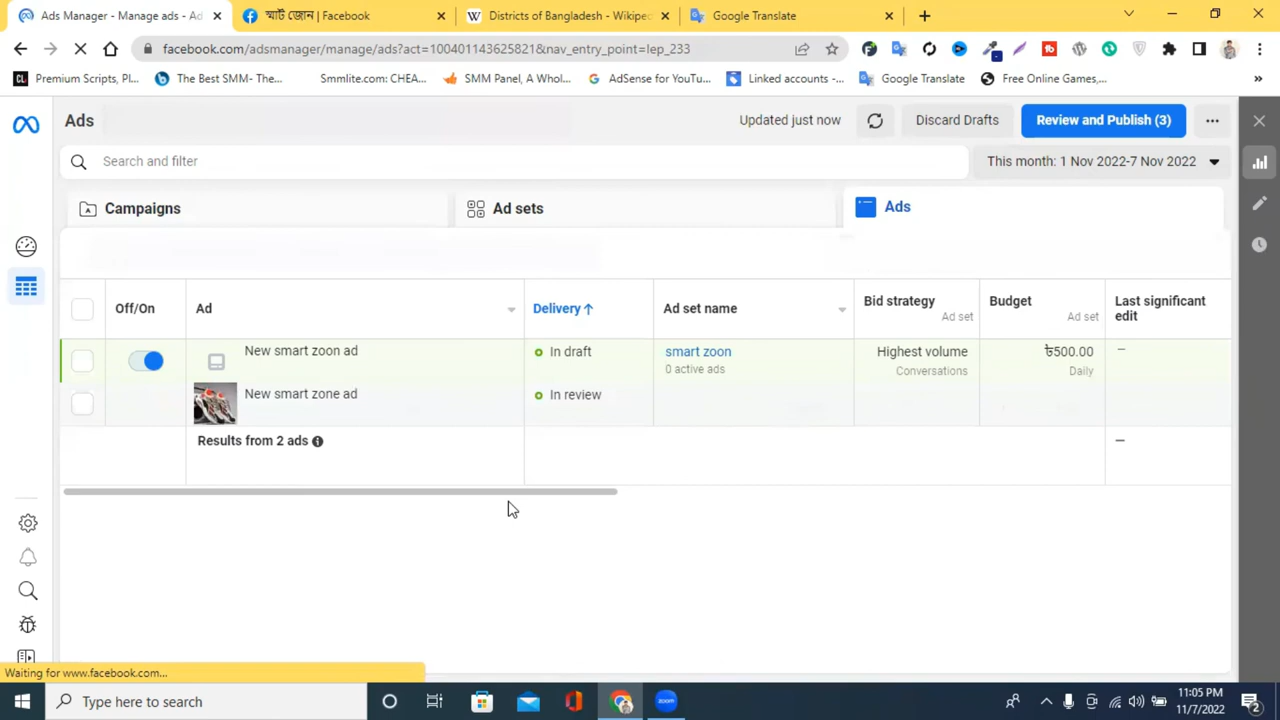 Ads Manager - Manage ads - Ad
স্মার্ট জোন | Facebook
Districts of Bangladesh - Wikiped
Google Translate
facebook.com/adsmanager/manage/ads?act=100401143625821&nav_entry_point=lep_233
Premium Scripts, Pl...
The Best SMM- The...
Smmlite.com: CHEA...
SMM Panel, A Whol...
AdSense for YouTu...
Linked accounts -...
Google Translate
Free Online Games,...
Ads
Updated just now
Discard Drafts
Review and Publish (3)
Search and filter
This month: 1 Nov 2022-7 Nov 2022
Campaigns
Ad sets
Ads
Off/On
Ad
Delivery ↑
Ad set name
Bid strategy
Ad set
Budget
Ad set
Last significant
edit
New smart zoon ad
In draft
smart zoon
0 active ads
Highest volume
Conversations
৳500.00
Daily
—
New smart zone ad
In review
Results from 2 ads
—
Waiting for www.facebook.com...
Type here to search
11:05 PM
11/7/2022
2